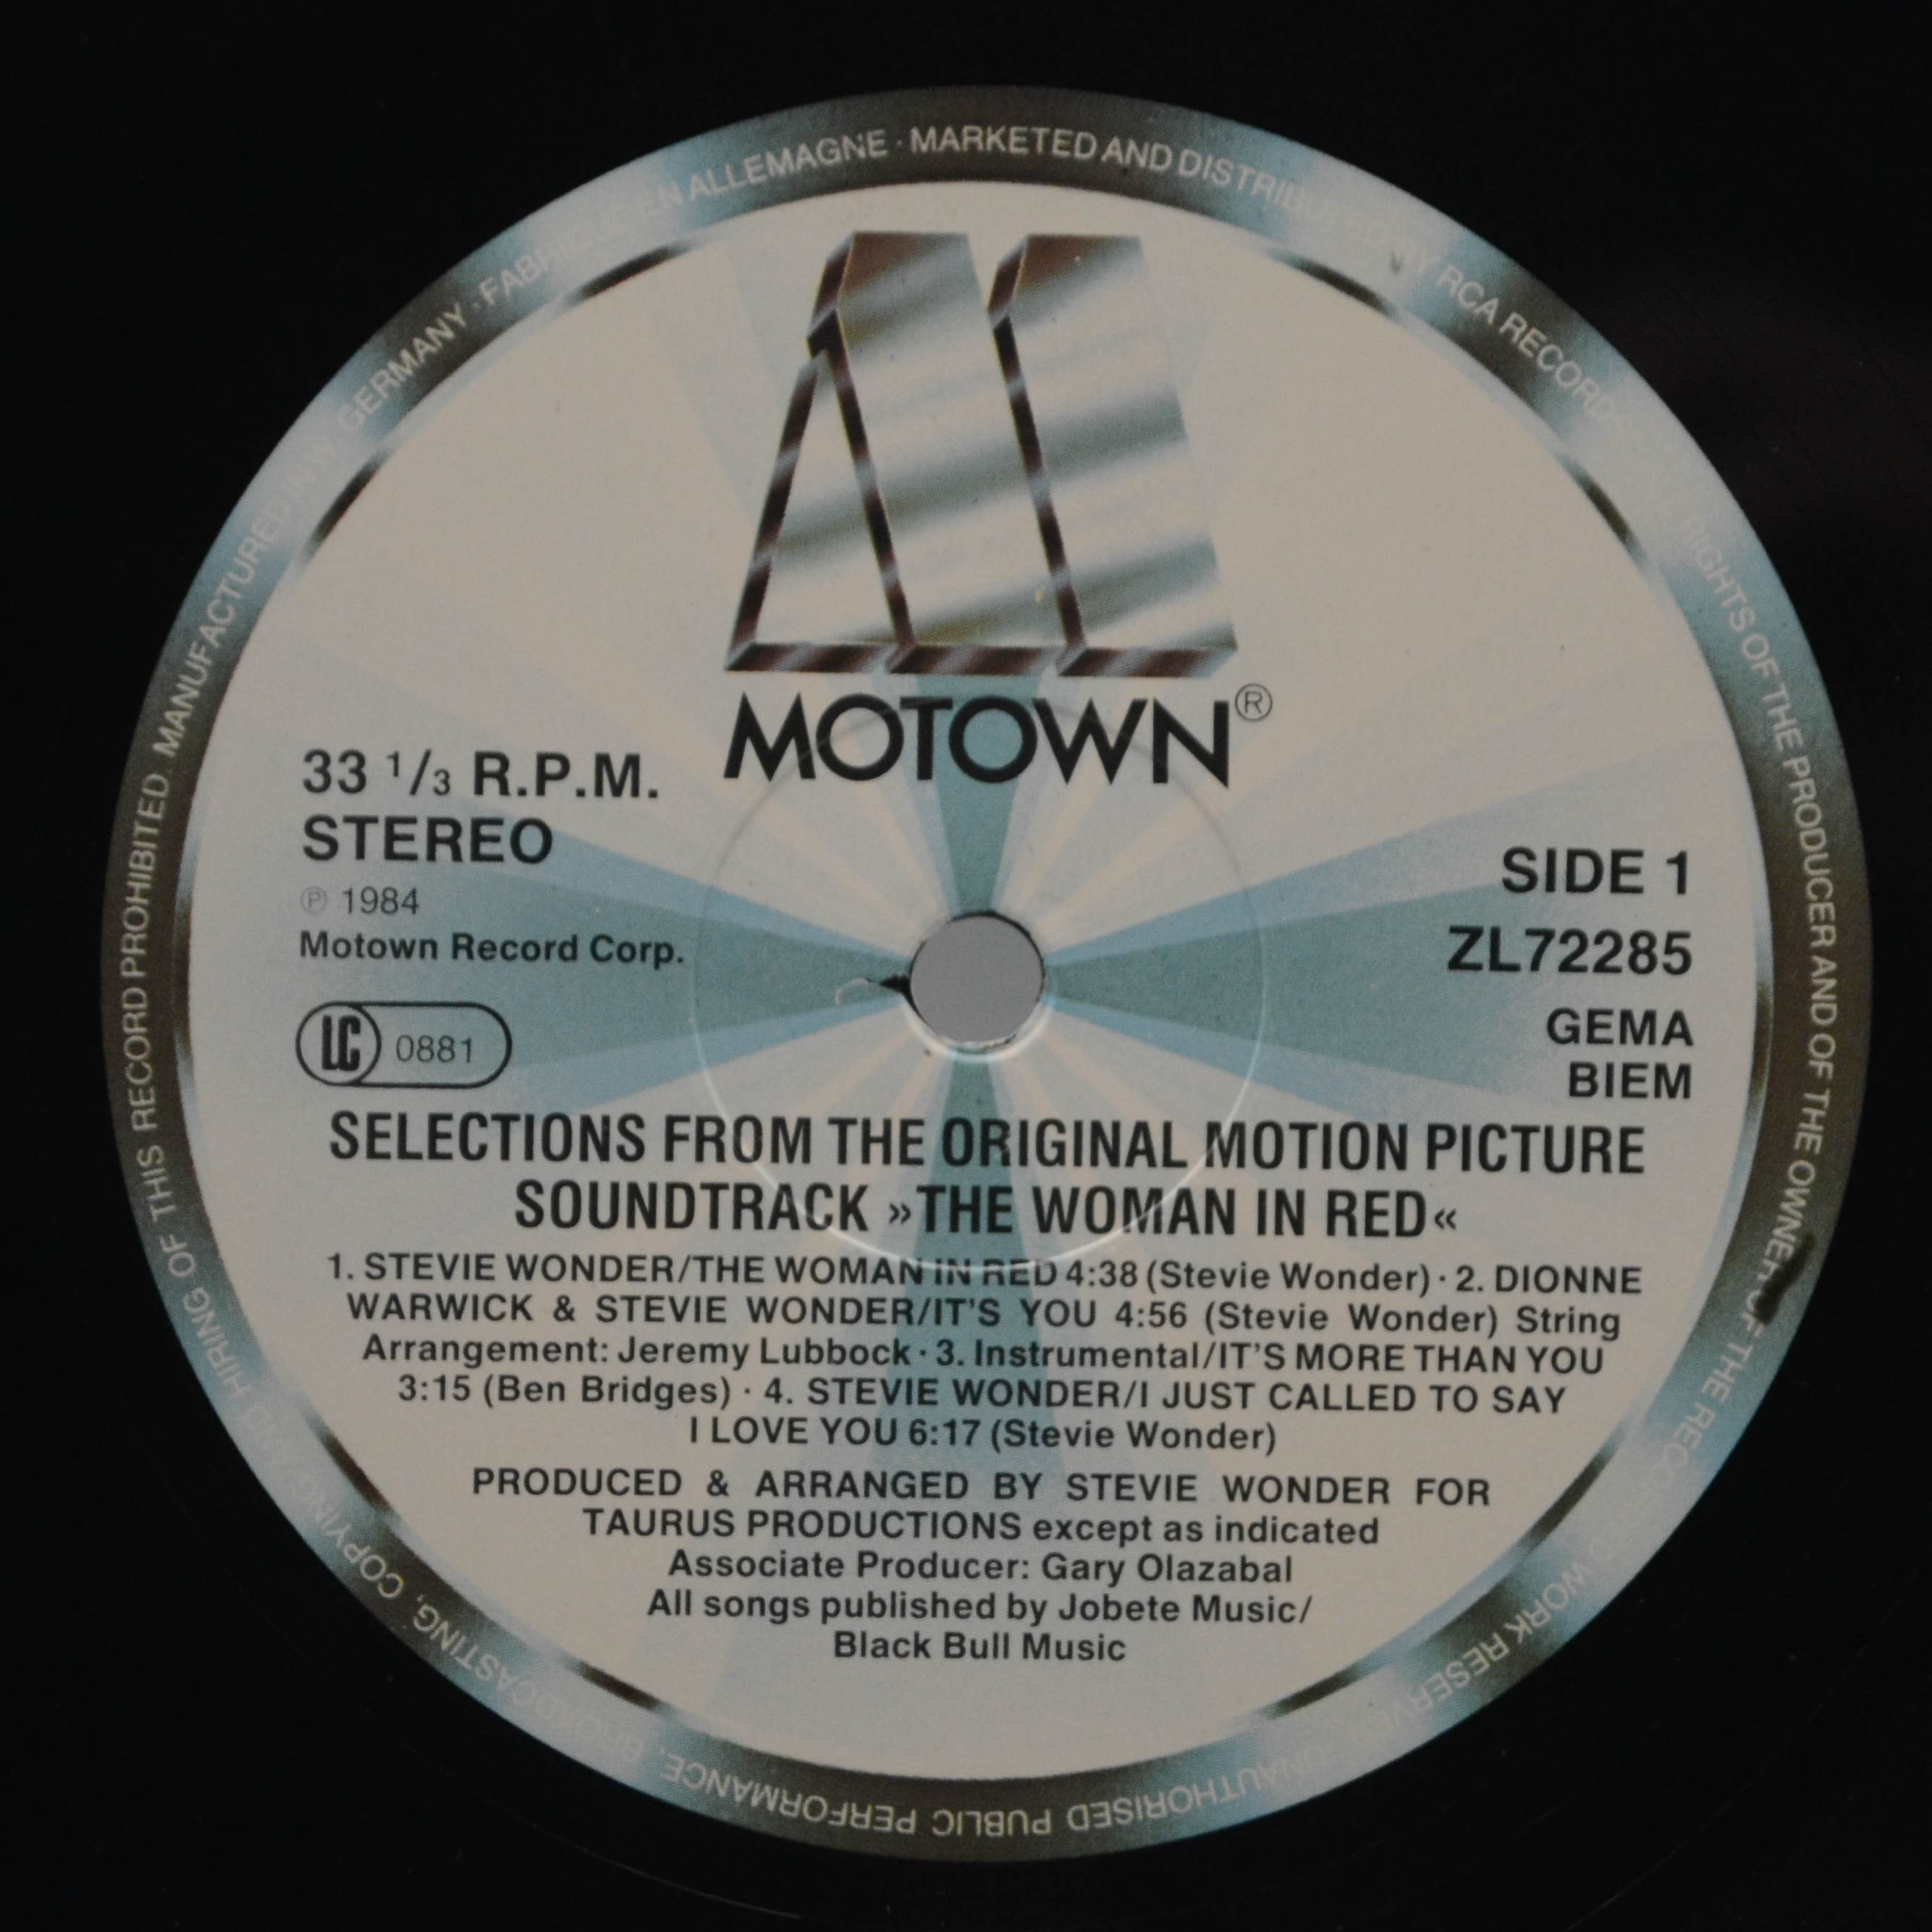 MANUFACTURED IN W. GERMANY · FABRIQUÉ EN ALLEMAGNE · MARKETED AND DISTRIBUTED BY RCA RECORDS
RIGHTS OF THE PRODUCER AND OF THE OWNER OF THE RECORDED WORK RESERVED. UNAUTHORISED PUBLIC PERFORMANCE, BROADCASTING, COPYING AND HIRING OF THIS RECORD PROHIBITED.
MOTOWN®
33 1/3 R.P.M.
STEREO
℗ 1984
Motown Record Corp.
LC 0881
SIDE 1
ZL72285
GEMA
BIEM
SELECTIONS FROM THE ORIGINAL MOTION PICTURE
SOUNDTRACK »THE WOMAN IN RED«
1. STEVIE WONDER/THE WOMAN IN RED 4:38 (Stevie Wonder) · 2. DIONNE
WARWICK & STEVIE WONDER/IT'S YOU 4:56 (Stevie Wonder) String
Arrangement: Jeremy Lubbock · 3. Instrumental/IT'S MORE THAN YOU
3:15 (Ben Bridges) · 4. STEVIE WONDER/I JUST CALLED TO SAY
I LOVE YOU 6:17 (Stevie Wonder)
PRODUCED & ARRANGED BY STEVIE WONDER FOR
TAURUS PRODUCTIONS except as indicated
Associate Producer: Gary Olazabal
All songs published by Jobete Music/
Black Bull Music